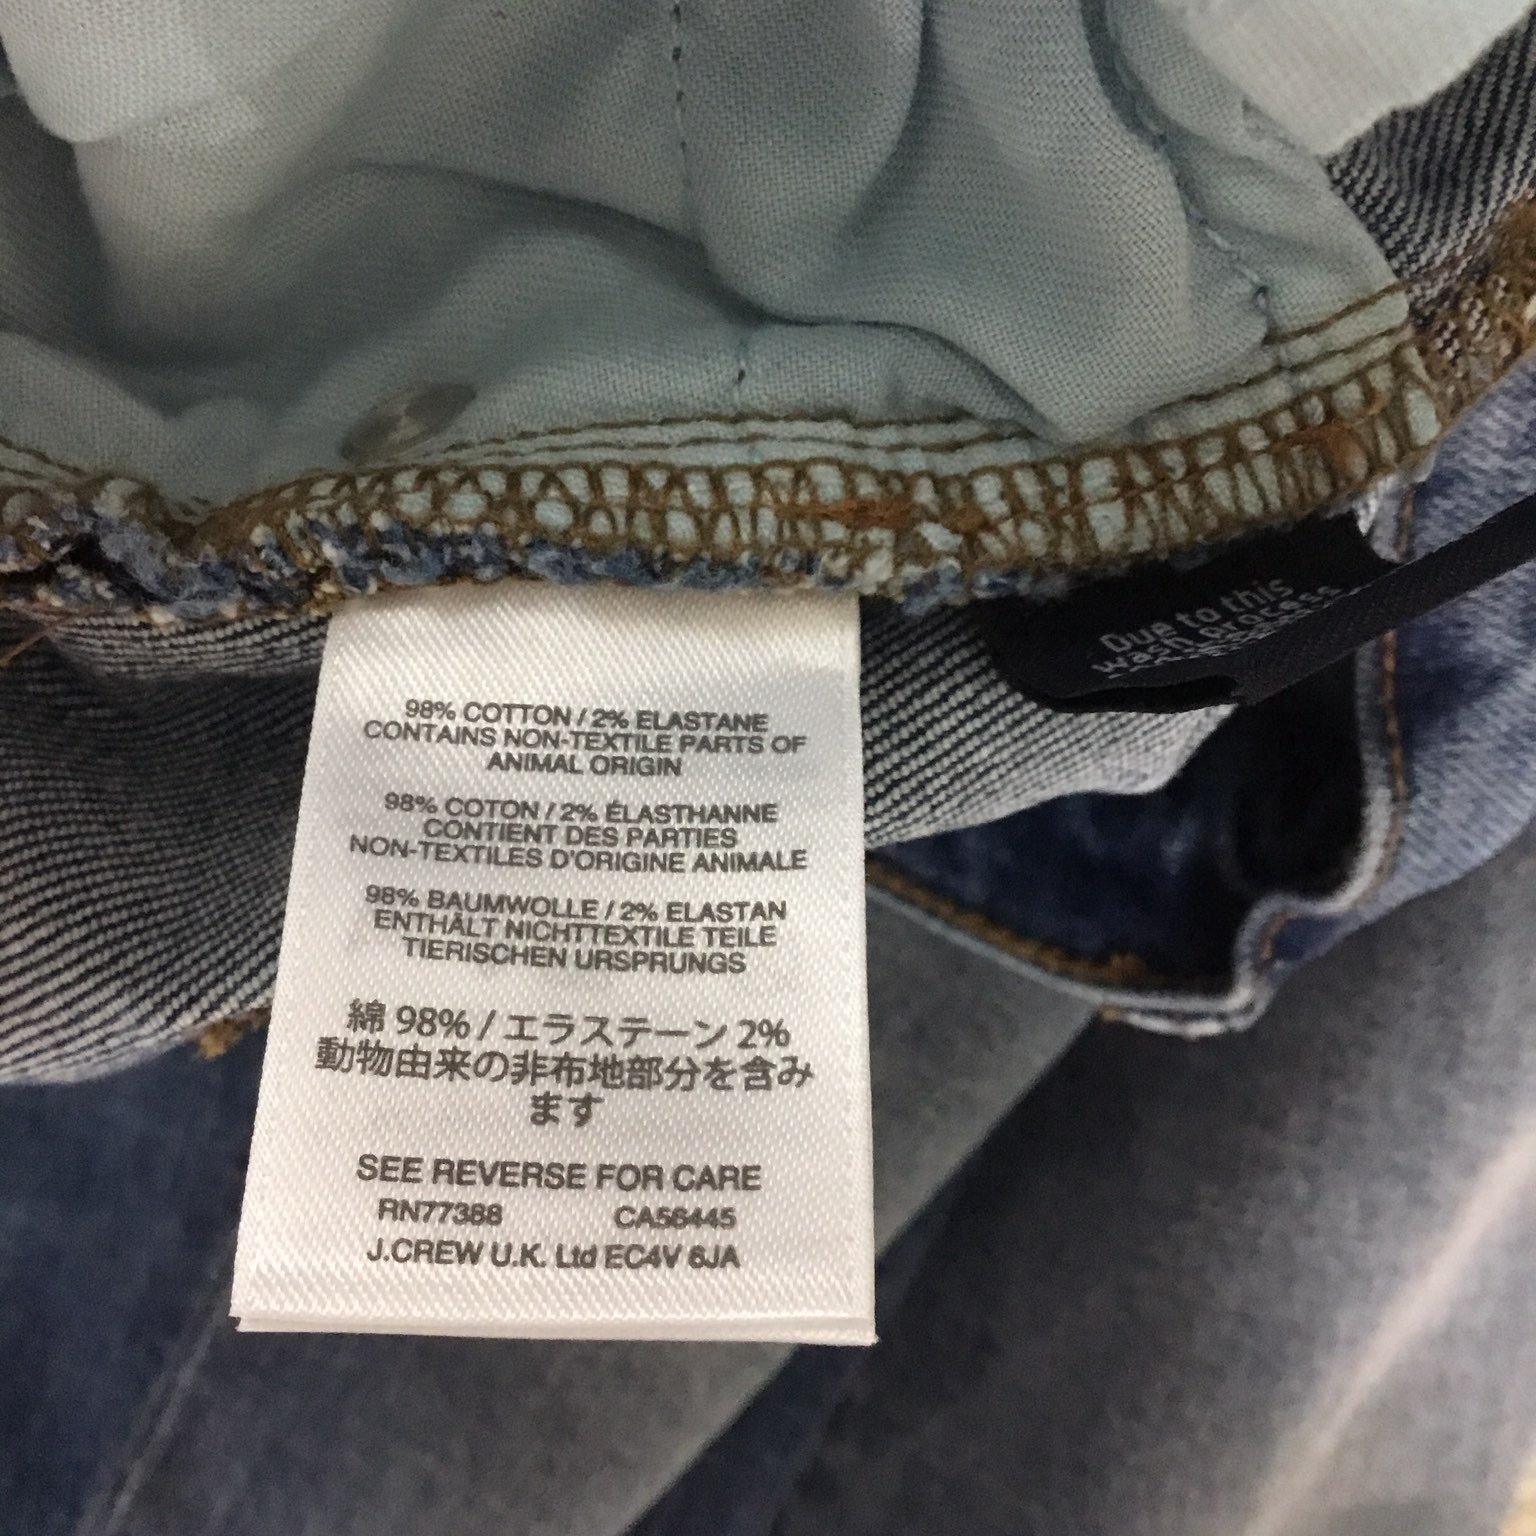 98% COTTON / 2% ELASTANE
CONTAINS NON-TEXTILE PARTS OF
ANIMAL ORIGIN
98% COTON / 2% ÉLASTHANNE
CONTIENT DES PARTIES
NON-TEXTILES D'ORIGINE ANIMALE
98% BAUMWOLLE / 2% ELASTAN
ENTHÄLT NICHTTEXTILE TEILE
TIERISCHEN URSPRUNGS
綿 98% / エラステーン 2%
動物由来の非布地部分を含み
ます
SEE REVERSE FOR CARE
RN77388 CA56445
J.CREW U.K. Ltd EC4V 6JA
Due to this
wash process